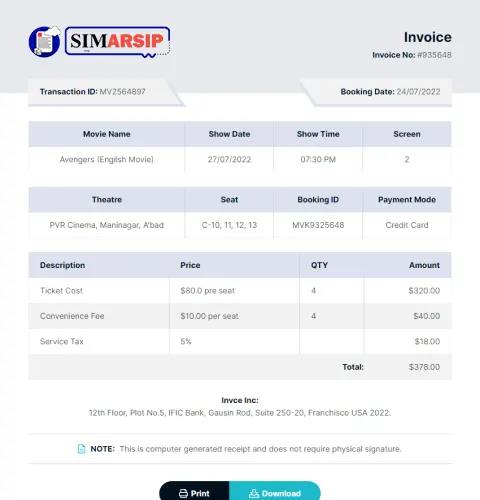 SIMARSIP
Invoice
Invoice No: #935648
Transaction ID: MV2564897
Booking Date: 24/07/2022
Movie Name Show Date Show Time Screen
Avengers (Engilsh Movie) 27/07/2022 07:30 PM 2
Theatre Seat Booking ID Payment Mode
PVR Cinema, Maninagar, A'bad C-10, 11, 12, 13 MVK9325648 Credit Card
Description Price QTY Amount
Ticket Cost $80.0 pre seat 4 $320.00
Convenience Fee $10.00 per seat 4 $40.00
Service Tax 5% $18.00
Total: $378.00
Invce Inc:
12th Floor, Plot No.5, IFIC Bank, Gausin Rod, Suite 250-20, Franchisco USA 2022.
NOTE: This is computer generated receipt and does not require physical signature.
Print Download